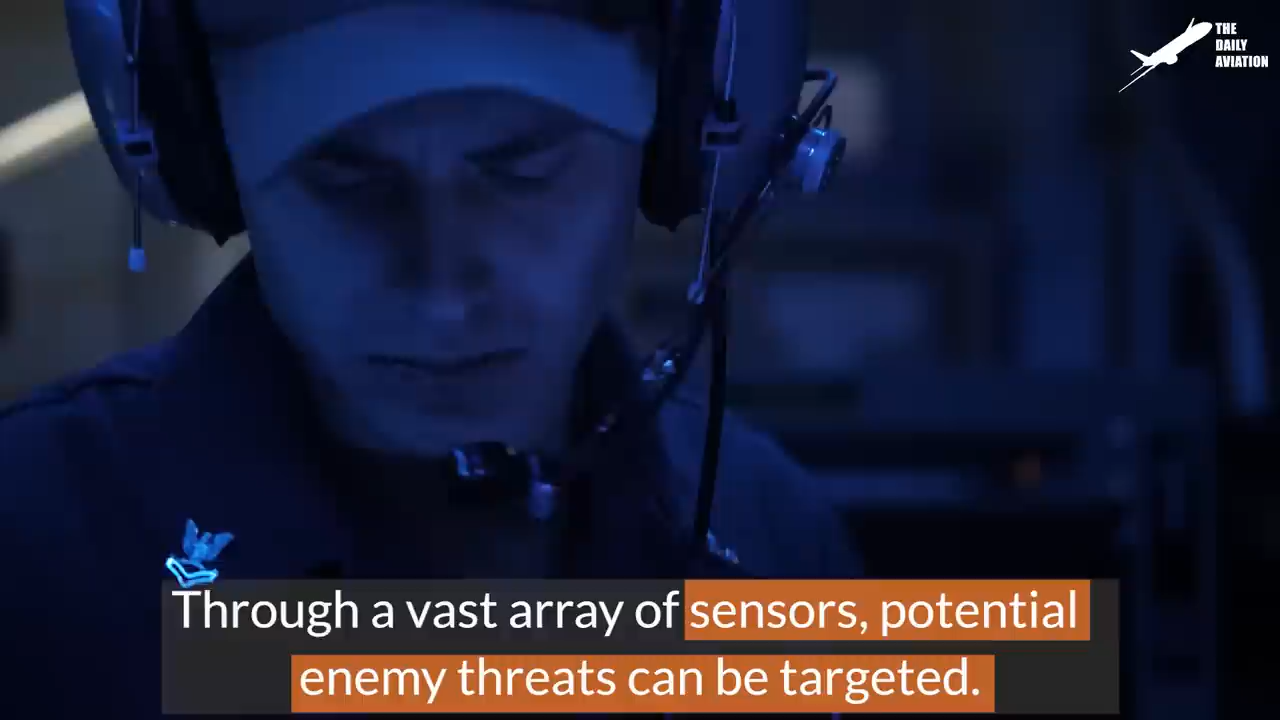 THE
DAILY
AVIATION
Through a vast array of sensors, potential
enemy threats can be targeted.